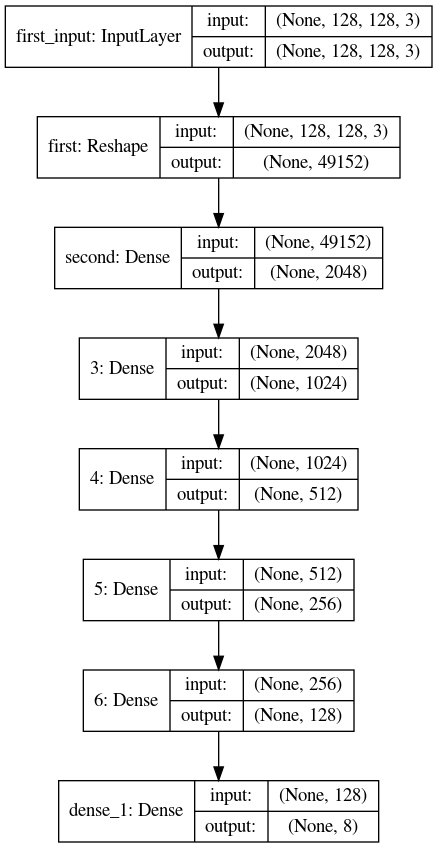 first_input: InputLayer
input: (None, 128, 128, 3)
output: (None, 128, 128, 3)
first: Reshape
input: (None, 128, 128, 3)
output: (None, 49152)
second: Dense
input: (None, 49152)
output: (None, 2048)
3: Dense
input: (None, 2048)
output: (None, 1024)
4: Dense
input: (None, 1024)
output: (None, 512)
5: Dense
input: (None, 512)
output: (None, 256)
6: Dense
input: (None, 256)
output: (None, 128)
dense_1: Dense
input: (None, 128)
output: (None, 8)